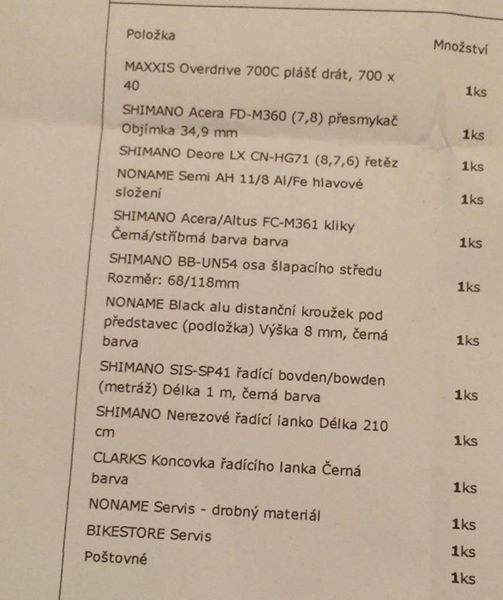 Položka Množství
MAXXIS Overdrive 700C plášť drát, 700 x
40 1ks
SHIMANO Acera FD-M360 (7,8) přesmykač
Objímka 34,9 mm 1ks
SHIMANO Deore LX CN-HG71 (8,7,6) řetěz 1ks
NONAME Semi AH 11/8 Al/Fe hlavové
složení 1ks
SHIMANO Acera/Altus FC-M361 kliky
Černá/stříbrná barva barva 1ks
SHIMANO BB-UN54 osa šlapacího středu
Rozměr: 68/118mm 1ks
NONAME Black alu distanční kroužek pod
představec (podložka) Výška 8 mm, černá 1ks
barva
SHIMANO SIS-SP41 řadící bovden/bowden
(metráž) Délka 1 m, černá barva 1ks
SHIMANO Nerezové řadící lanko Délka 210
cm 1ks
CLARKS Koncovka řadícího lanka Černá
barva 1ks
NONAME Servis - drobný materiál 1ks
BIKESTORE Servis 1ks
Poštovné 1ks